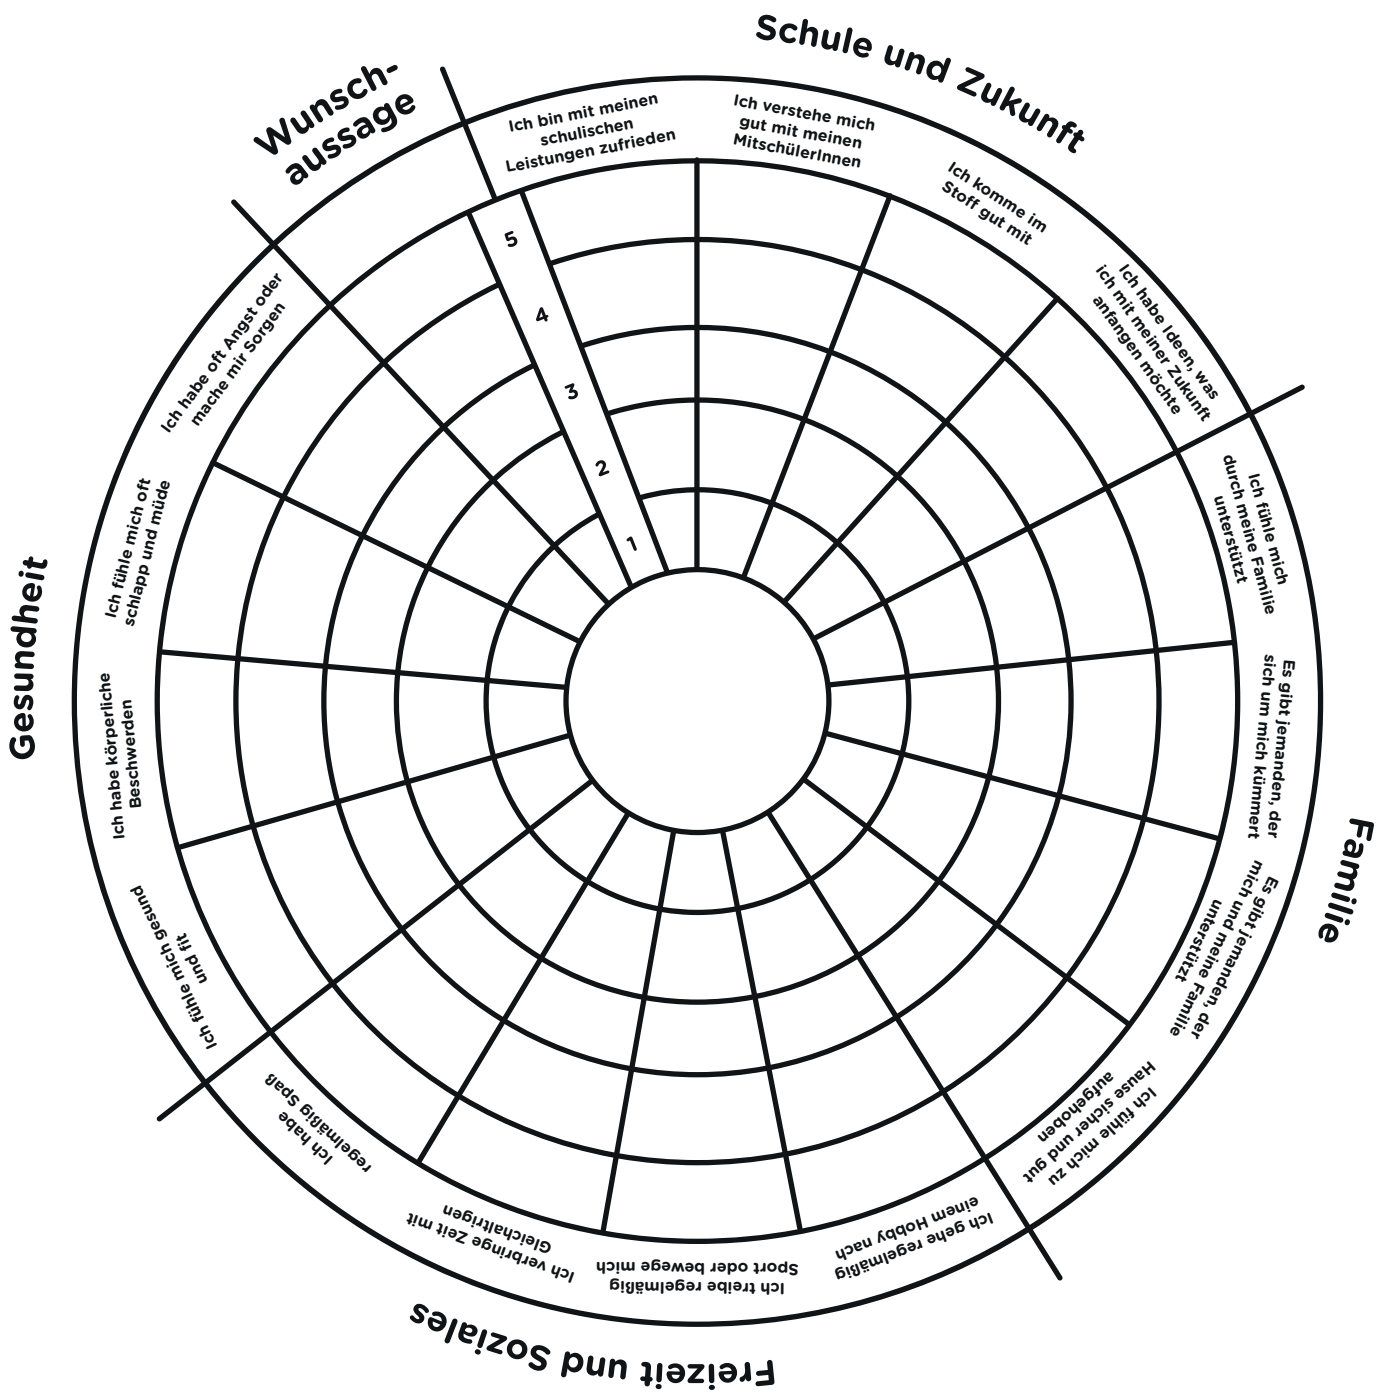 Schule und Zukunft
Ich bin mit meinen
schulischen
Leistungen zufrieden
Ich verstehe mich
gut mit meinen
MitschülerInnen
Ich komme im
Stoff gut mit
Ich habe Ideen, was
ich mit meiner Zukunft
anfangen möchte
Familie
Ich fühle mich
durch meine Familie
unterstützt
Es gibt jemanden, der
sich um mich kümmert
Es gibt jemanden, der
mich und meine Familie
unterstützt
Ich fühle mich zu
Hause sicher und gut
aufgehoben
Freizeit und Soziales
Ich gehe regelmäßig
einem Hobby nach
Ich treibe regelmäßig
Sport oder bewege mich
Ich verbringe Zeit mit
Gleichaltrigen
Ich habe
regelmäßig Spaß
Gesundheit
Ich fühle mich gesund
und fit
Ich habe körperliche
Beschwerden
Ich fühle mich oft
schlapp und müde
Ich habe oft Angst oder
mache mir Sorgen
Wunsch-
aussage
5
4
3
2
1